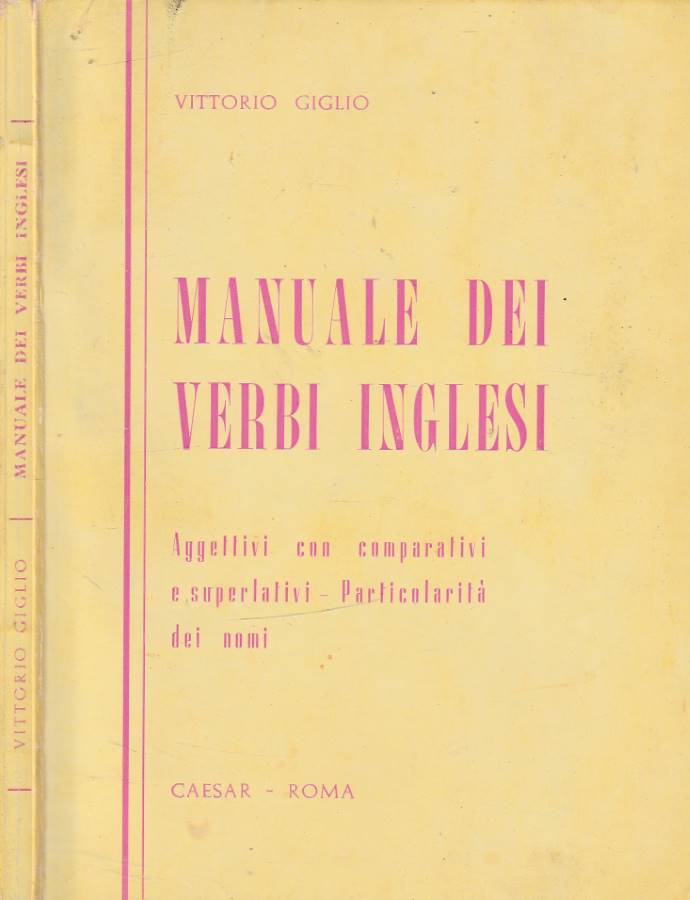 VITTORIO GIGLIO
MANUALE DEI
VERBI INGLESI
Aggettivi con comparativi
e superlativi - Particolarità
dei nomi
CAESAR - ROMA
VITTORIO GIGLIO | MANUALE DEI VERBI INGLESI